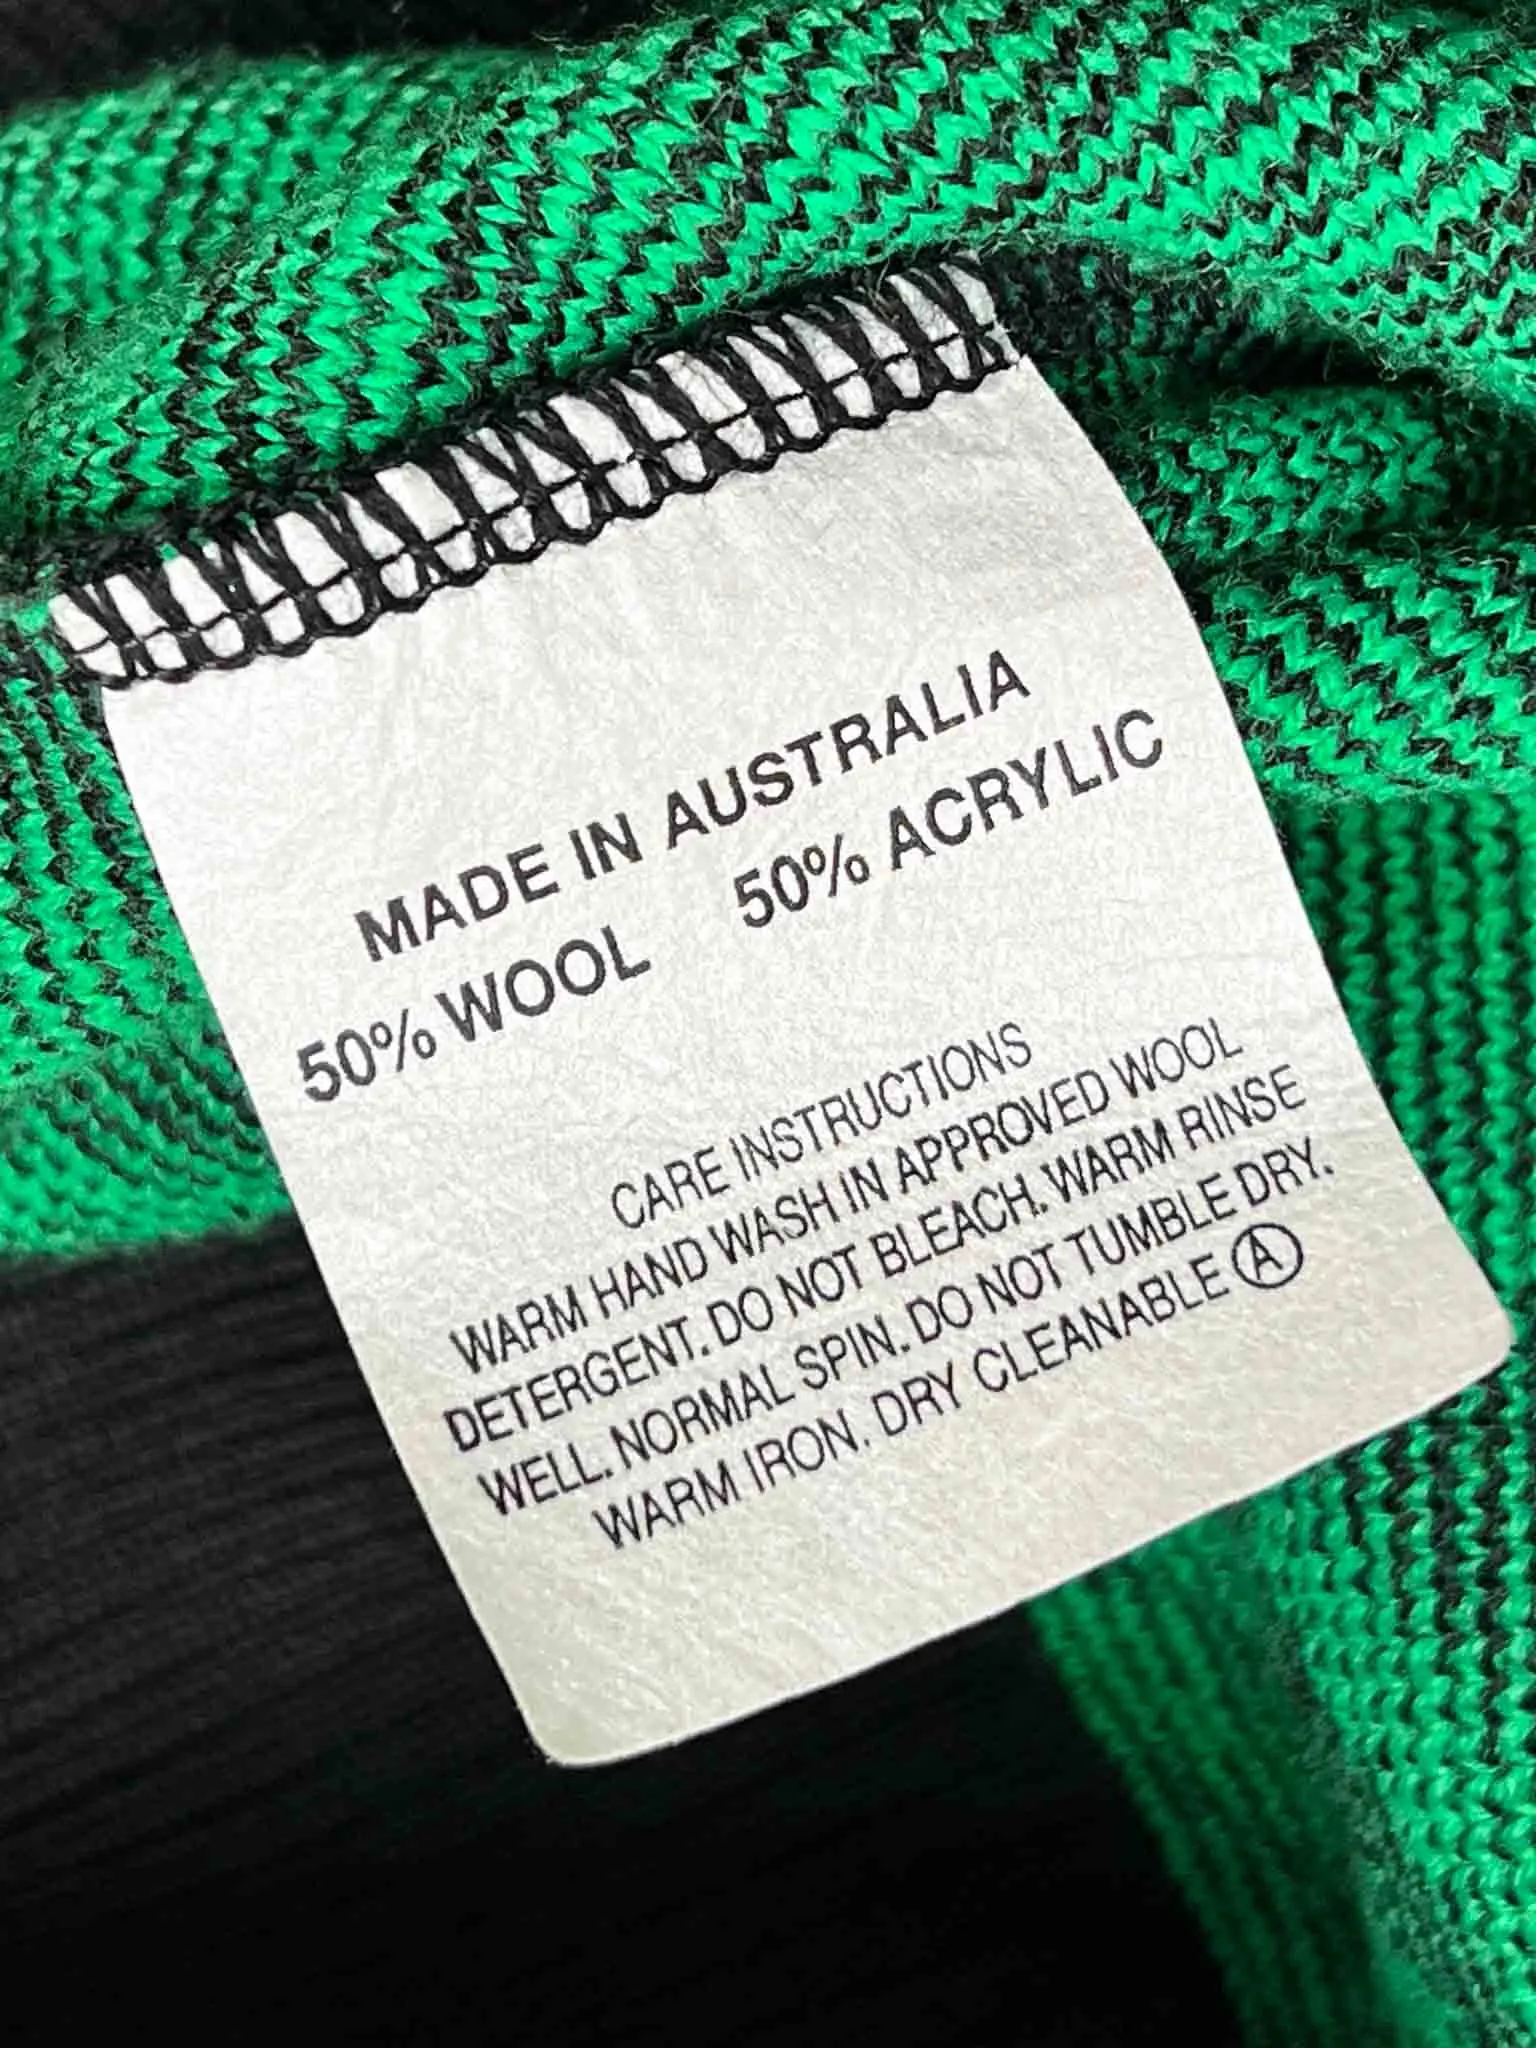 MADE IN AUSTRALIA
50% WOOL 50% ACRYLIC
CARE INSTRUCTIONS
WARM HAND WASH IN APPROVED WOOL
DETERGENT. DO NOT BLEACH. WARM RINSE
WELL. NORMAL SPIN. DO NOT TUMBLE DRY.
WARM IRON. DRY CLEANABLE Ⓐ